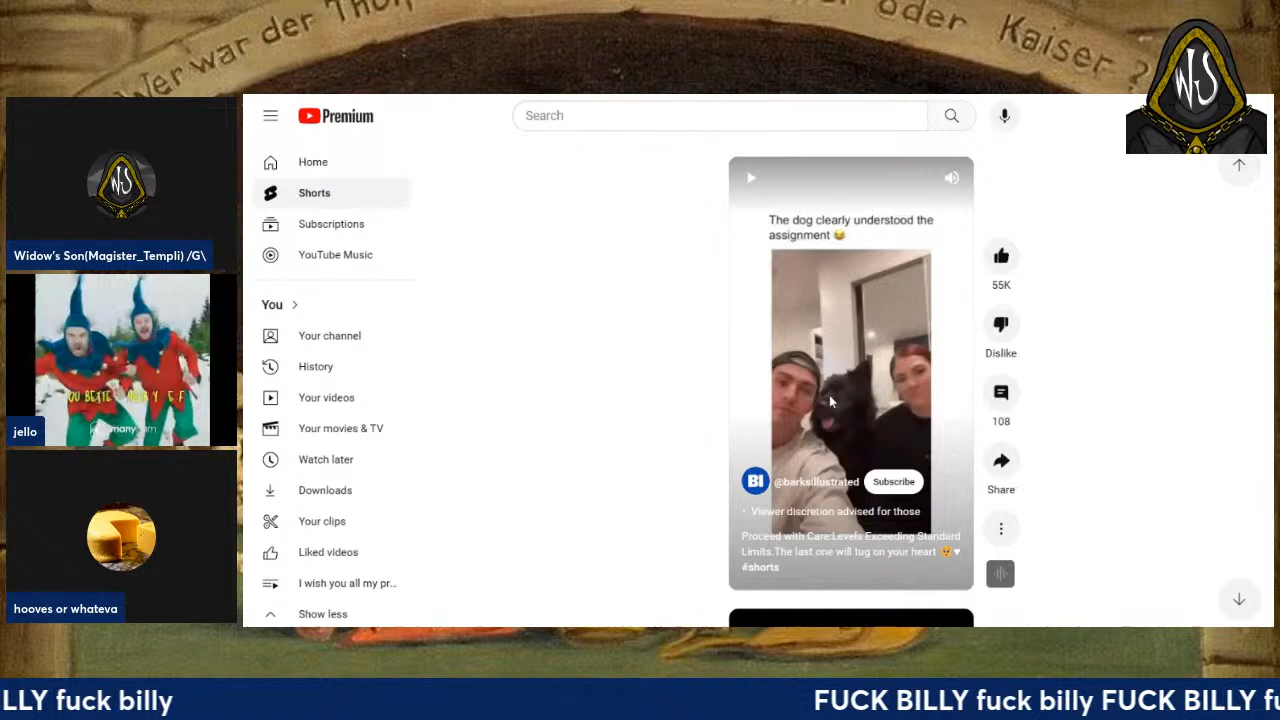 Wer war der Thor oder Kaiser ?
WS
Premium
Search
Home
Shorts
Subscriptions
YouTube Music
You
Your channel
History
Your videos
Your movies & TV
Watch later
Downloads
Your clips
Liked videos
I wish you all my pr...
Show less
The dog clearly understood the
assignment 😂
BI
@barksillustrated
Subscribe
• Viewer discretion advised for those
Proceed with Care:Levels Exceeding Standard
Limits.The last one will tug on your heart 🥺♥
#shorts
55K
Dislike
108
Share
WS
Widow's Son(Magister_Templi) /G\
jello
hooves or whateva
LLY fuck billy
FUCK BILLY fuck billy FUCK BILLY fu